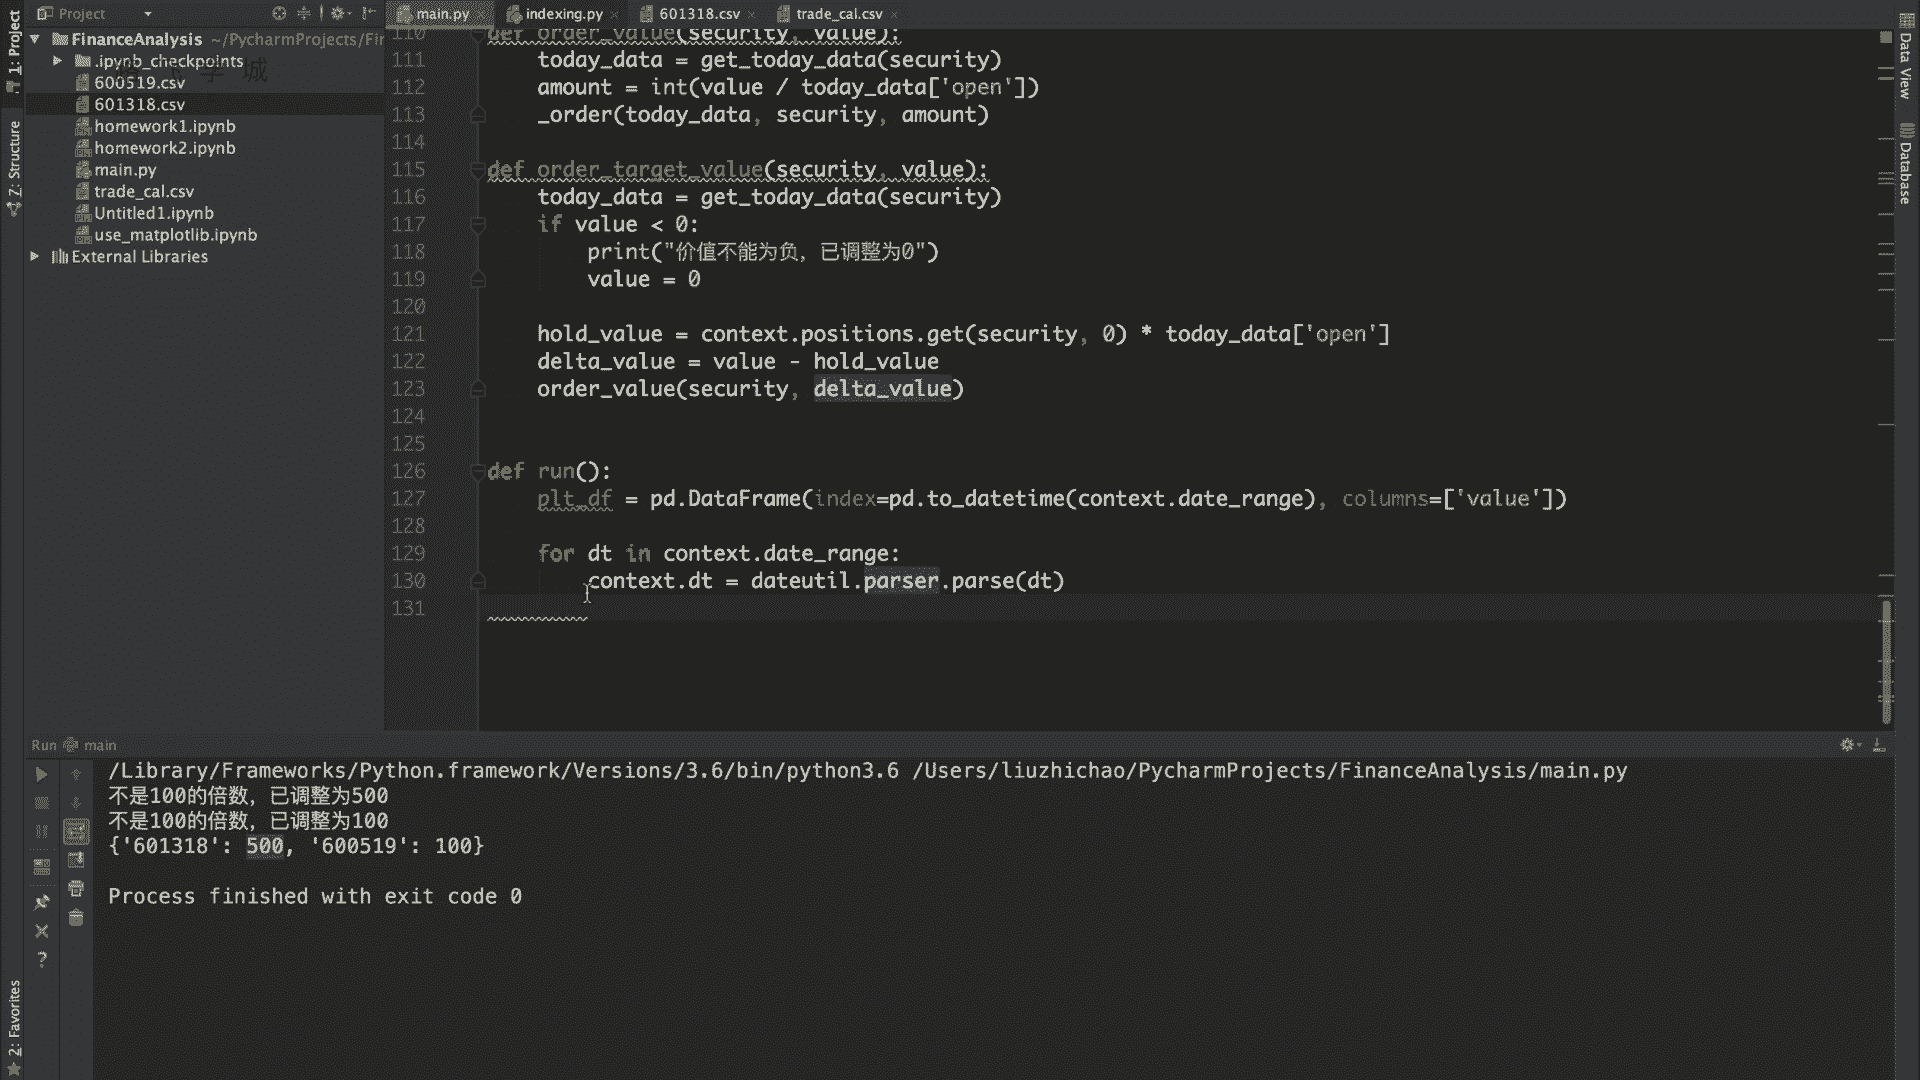 Project
main.py
indexing.py
601318.csv
trade_cal.csv
1: Project
FinanceAnalysis ~/PycharmProjects/Fir
.ipynb_checkpoints
600519.csv
601318.csv
homework1.ipynb
homework2.ipynb
main.py
trade_cal.csv
Untitled1.ipynb
use_matplotlib.ipynb
External Libraries
7: Structure
2: Favorites
Data View
Database
110 def order_value(security, value):
111 today_data = get_today_data(security)
112 amount = int(value / today_data['open'])
113 _order(today_data, security, amount)
114
115 def order_target_value(security, value):
116 today_data = get_today_data(security)
117 if value < 0:
118 print("价值不能为负，已调整为0")
119 value = 0
120
121 hold_value = context.positions.get(security, 0) * today_data['open']
122 delta_value = value - hold_value
123 order_value(security, delta_value)
124
125
126 def run():
127 plt_df = pd.DataFrame(index=pd.to_datetime(context.date_range), columns=['value'])
128
129 for dt in context.date_range:
130 context.dt = dateutil.parser.parse(dt)
131
Run main
/Library/Frameworks/Python.framework/Versions/3.6/bin/python3.6 /Users/liuzhichao/PycharmProjects/FinanceAnalysis/main.py
不是100的倍数，已调整为500
不是100的倍数，已调整为100
{'601318': 500, '600519': 100}
Process finished with exit code 0